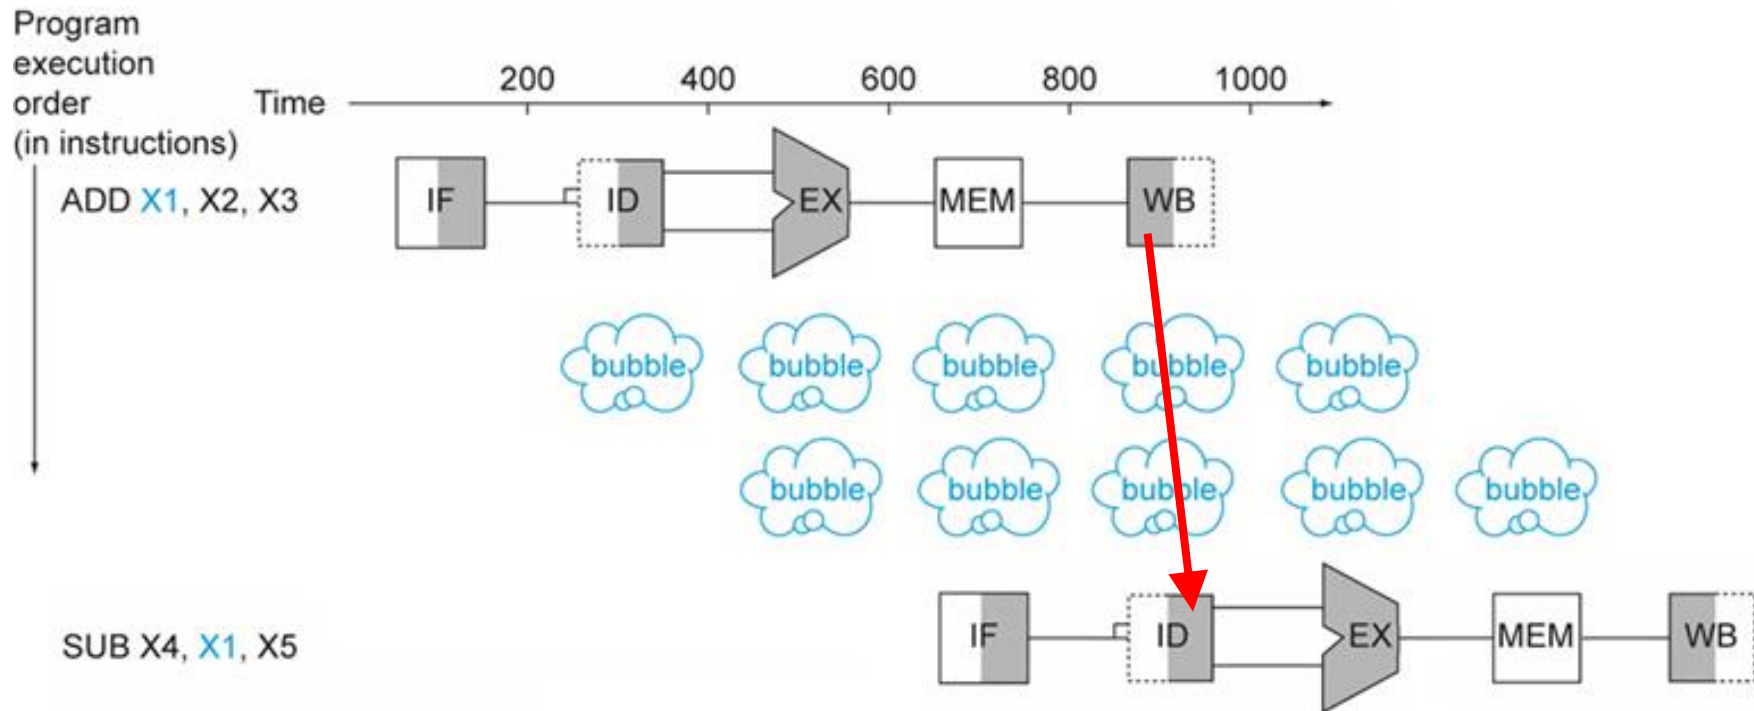 Program
execution
order
(in instructions)
Time
200 400 600 800 1000
ADD X1, X2, X3
IF ID EX MEM WB
bubble bubble bubble bubble bubble
bubble bubble bubble bubble bubble
SUB X4, X1, X5
IF ID EX MEM WB